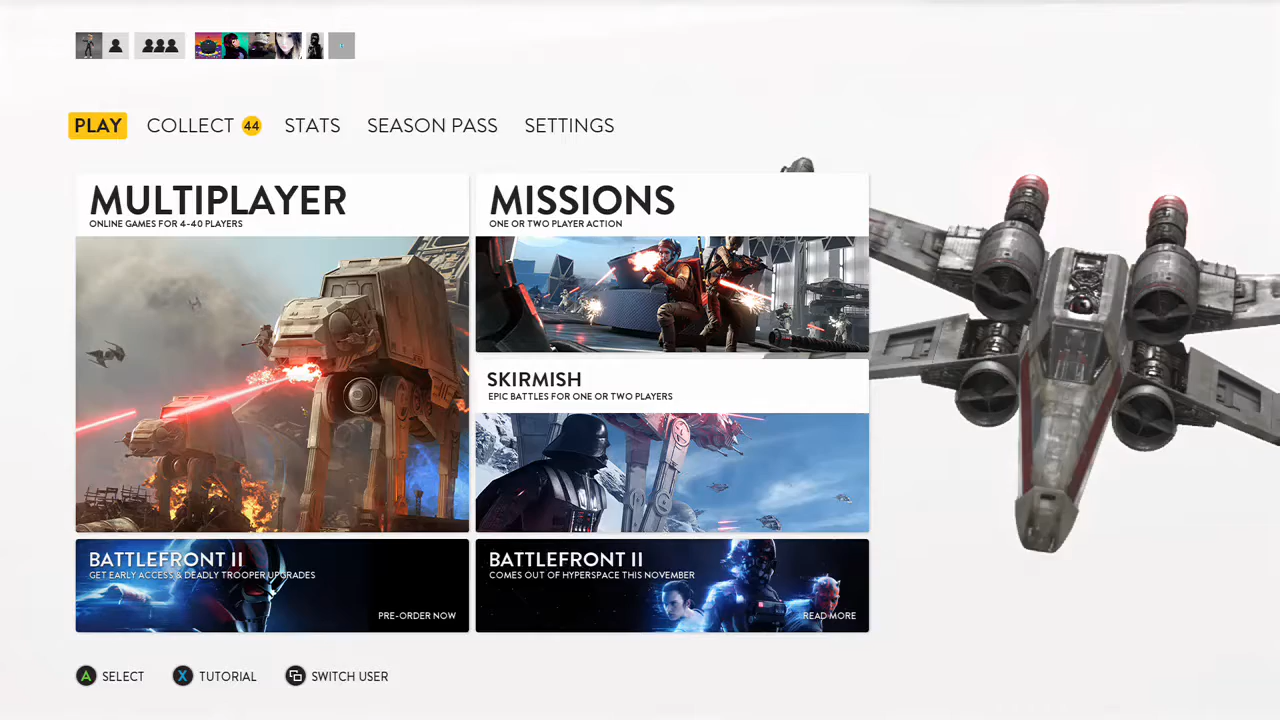 PLAY
COLLECT 44
STATS
SEASON PASS
SETTINGS
MULTIPLAYER
ONLINE GAMES FOR 4-40 PLAYERS
MISSIONS
ONE OR TWO PLAYER ACTION
SKIRMISH
EPIC BATTLES FOR ONE OR TWO PLAYERS
BATTLEFRONT II
GET EARLY ACCESS & DEADLY TROOPER UPGRADES
PRE-ORDER NOW
BATTLEFRONT II
COMES OUT OF HYPERSPACE THIS NOVEMBER
READ MORE
A SELECT
X TUTORIAL
SWITCH USER